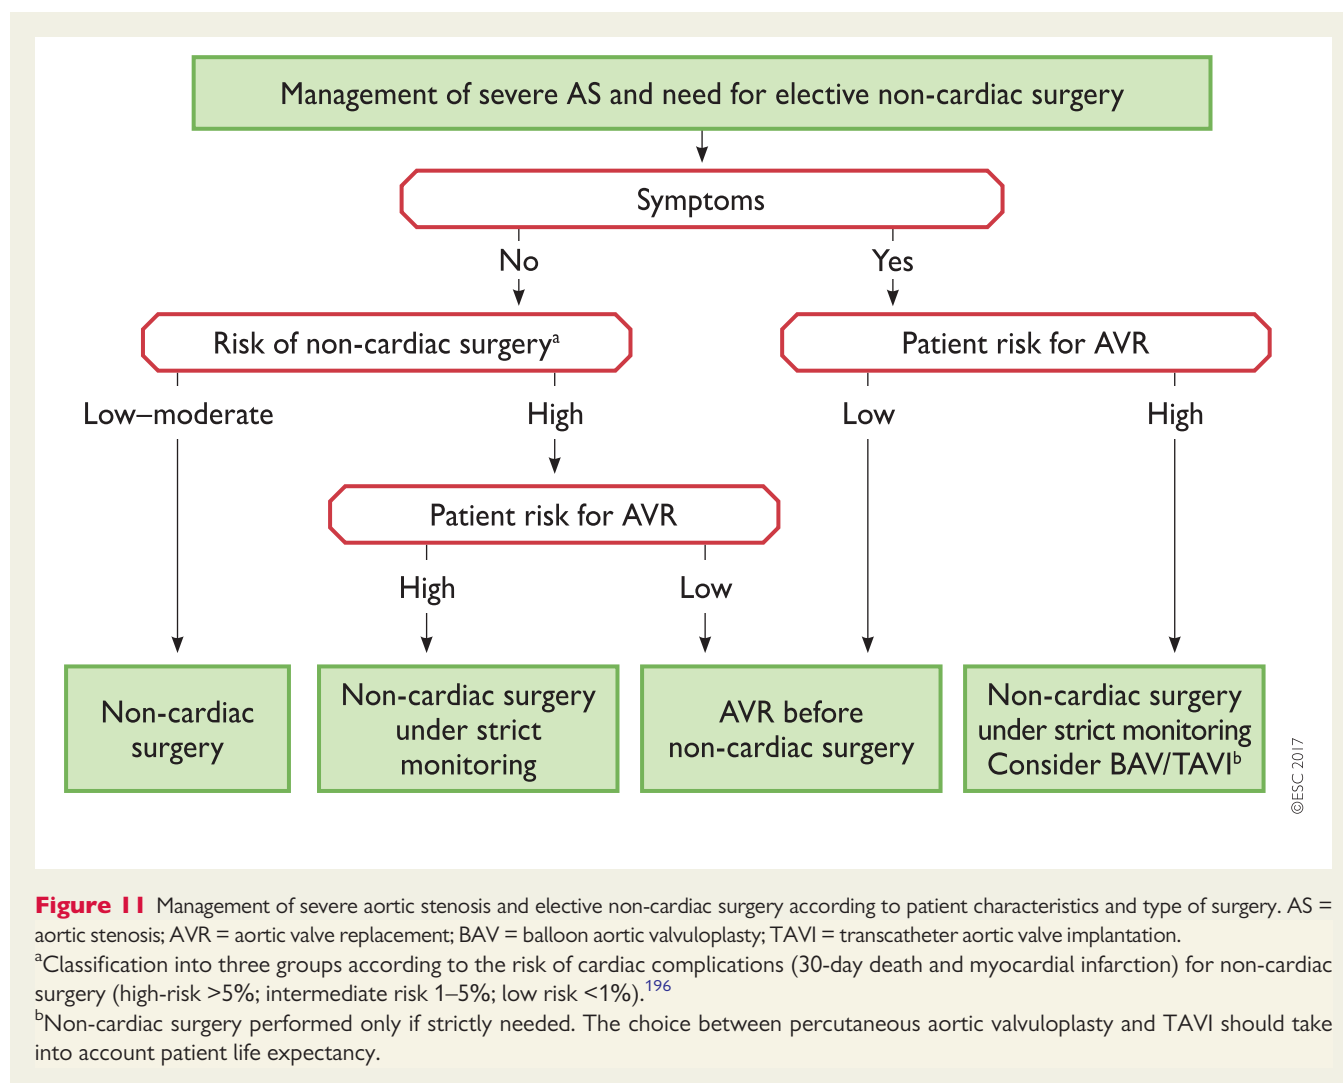 Management of severe AS and need for elective non-cardiac surgery
Symptoms
No
Yes
Risk of non-cardiac surgeryᵃ
Patient risk for AVR
Low–moderate
High
Low
High
Patient risk for AVR
High
Low
Non-cardiac
surgery
Non-cardiac surgery
under strict
monitoring
AVR before
non-cardiac surgery
Non-cardiac surgery
under strict monitoring
Consider BAV/TAVIᵇ
©ESC 2017
Figure 11 Management of severe aortic stenosis and elective non-cardiac surgery according to patient characteristics and type of surgery. AS =
aortic stenosis; AVR = aortic valve replacement; BAV = balloon aortic valvuloplasty; TAVI = transcatheter aortic valve implantation.
ᵃClassification into three groups according to the risk of cardiac complications (30-day death and myocardial infarction) for non-cardiac
surgery (high-risk >5%; intermediate risk 1–5%; low risk <1%).¹⁹⁶
ᵇNon-cardiac surgery performed only if strictly needed. The choice between percutaneous aortic valvuloplasty and TAVI should take
into account patient life expectancy.